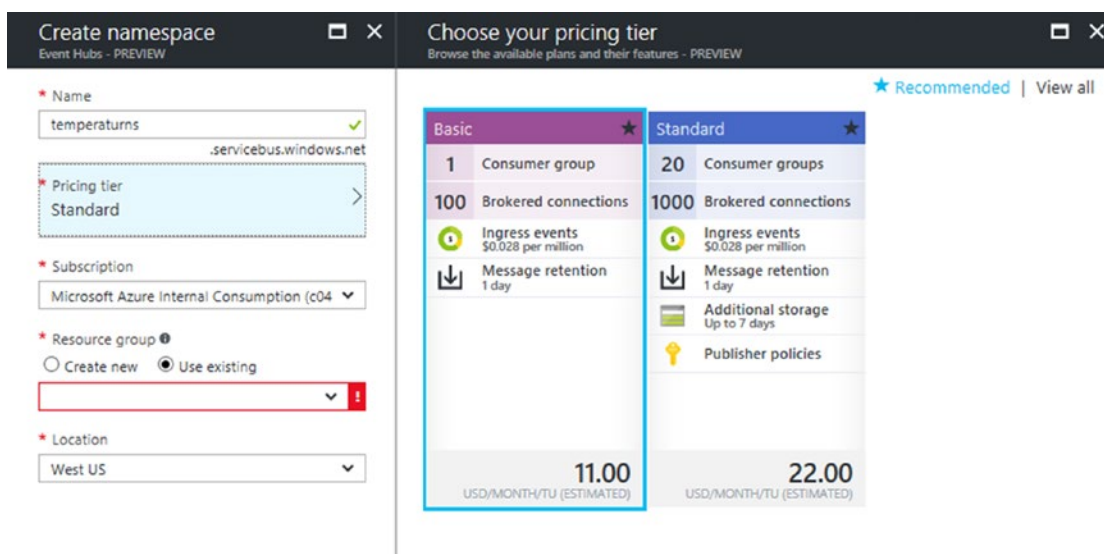 Create namespace
Event Hubs - PREVIEW
* Name
temperaturns
.servicebus.windows.net
* Pricing tier
Standard
* Subscription
Microsoft Azure Internal Consumption (c04
* Resource group
Create new Use existing
* Location
West US
Choose your pricing tier
Browse the available plans and their features - PREVIEW
Recommended | View all
Basic
1 Consumer group
100 Brokered connections
Ingress events
$0.028 per million
Message retention
1 day
11.00
USD/MONTH/TU (ESTIMATED)
Standard
20 Consumer groups
1000 Brokered connections
Ingress events
$0.028 per million
Message retention
1 day
Additional storage
Up to 7 days
Publisher policies
22.00
USD/MONTH/TU (ESTIMATED)